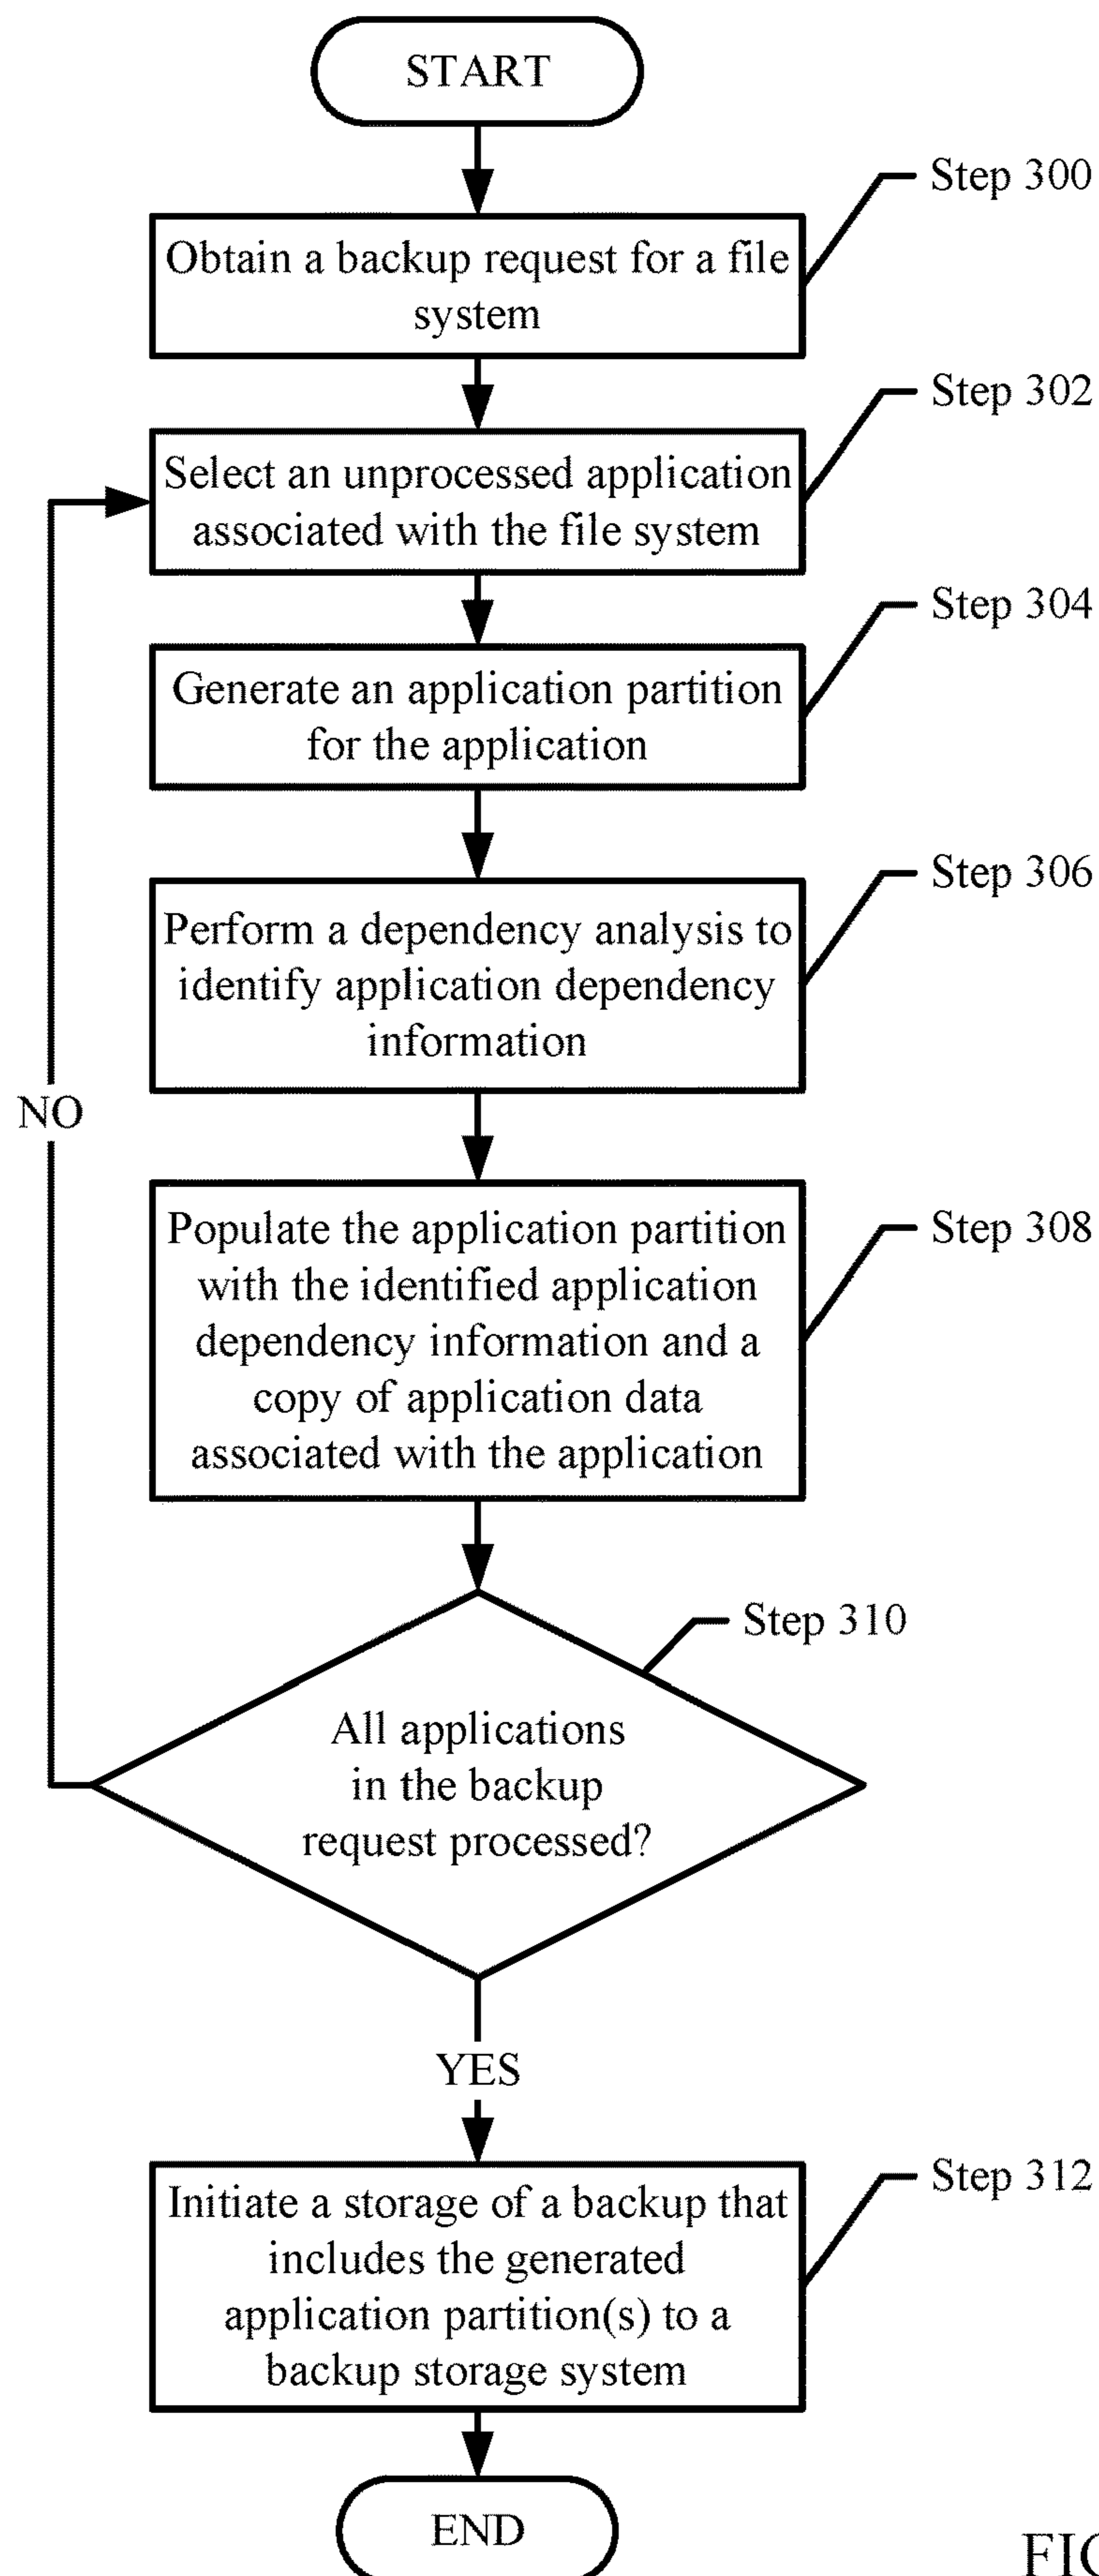 START
Step 300
Obtain a backup request for a file
system
Step 302
Select an unprocessed application
associated with the file system
Step 304
Generate an application partition
for the application
Step 306
Perform a dependency analysis to
identify application dependency
information
NO
Step 308
Populate the application partition
with the identified application
dependency information and a
copy of application data
associated with the application
Step 310
All applications
in the backup
request processed?
YES
Step 312
Initiate a storage of a backup that
includes the generated
application partition(s) to a
backup storage system
END